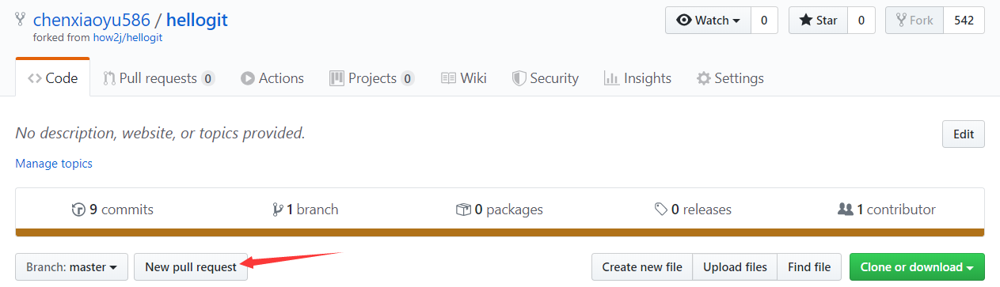 chenxiaoyu586 / hellogit
forked from how2j/hellogit
Watch 0 Star 0 Fork 542
Code Pull requests 0 Actions Projects 0 Wiki Security Insights Settings
No description, website, or topics provided. Edit
Manage topics
9 commits 1 branch 0 packages 0 releases 1 contributor
Branch: master New pull request Create new file Upload files Find file Clone or download